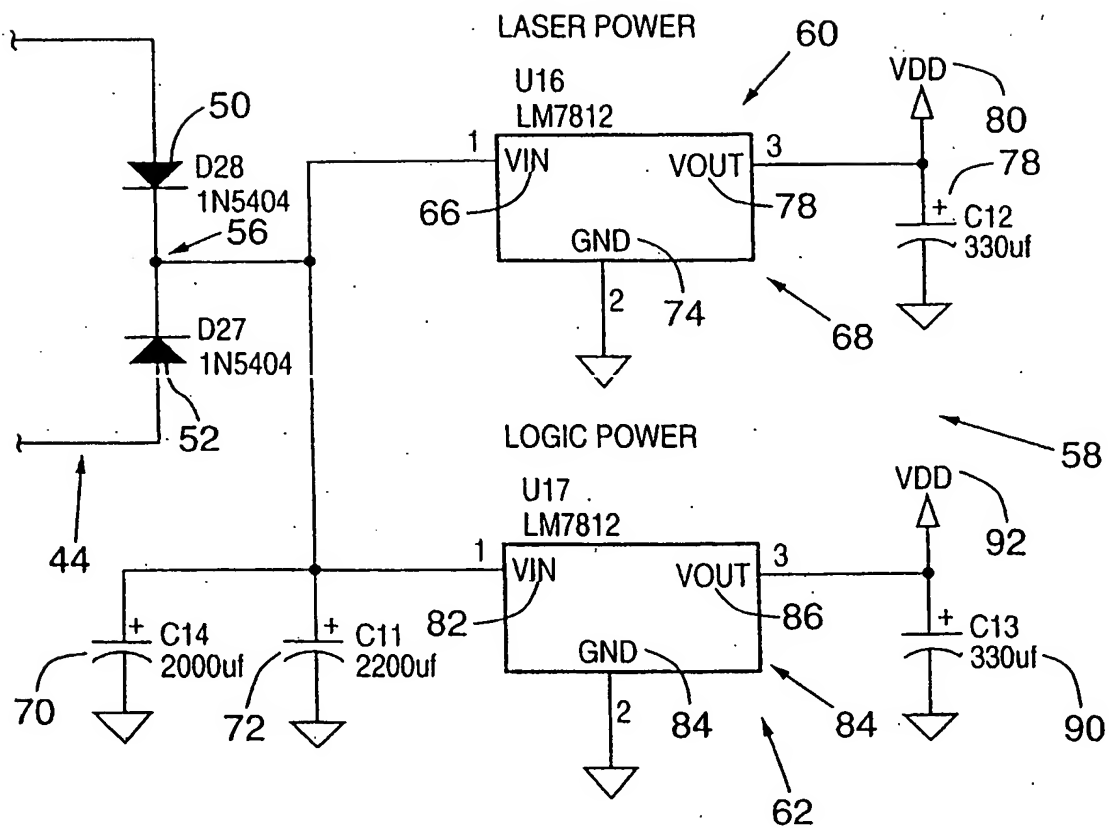 LASER POWER
60
U16
LM7812
VDD
80
50
1
3
VIN
VOUT
78
D28
1N5404
66
78
+
C12
330uf
56
GND
2
74
68
D27
1N5404
52
LOGIC POWER
58
U17
LM7812
VDD
44
92
1
3
VIN
VOUT
82
86
+
C14
2000uf
+
C11
2200uf
+
C13
330uf
GND
70
72
2
84
84
90
62